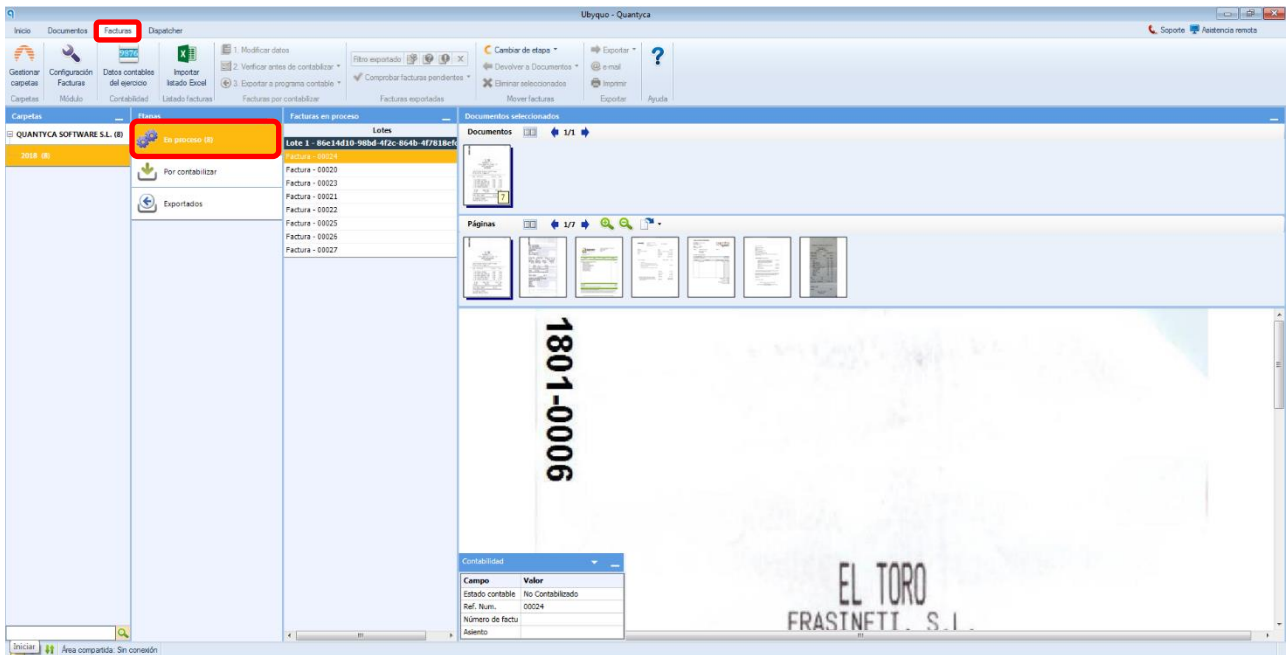 Ubyquo - Quantyca
Inicio Documentos Facturas Dispatcher
Soporte Asistencia remota
Gestionar carpetas
Configuración Facturas
Datos contables del ejercicio
Importar listado Excel
1. Modificar datos
2. Verificar antes de contabilizar
3. Exportar a programa contable
Filtro exportado
Comprobar facturas pendientes
Cambiar de etapa
Devolver a Documentos
Eliminar seleccionados
Exportar
e-mail
Imprimir
Carpetas Módulo Contabilidad Listado facturas Facturas por contabilizar Facturas exportadas Mover facturas Exportar Ayuda
Carpetas
QUANTYCA SOFTWARE S.L. (8)
2018 (8)
Etapas
En proceso (8)
Por contabilizar
Exportados
Facturas en proceso
Lotes
Lote 1 - 86e14d10-98bd-4f2c-864b-4f7818efc
Factura - 00024
Factura - 00020
Factura - 00023
Factura - 00021
Factura - 00022
Factura - 00025
Factura - 00026
Factura - 00027
Documentos seleccionados
Documentos 1/1
7
Páginas 1/7
1801-0006
EL TORO
FRASINETI, S.L.
Contabilidad
Campo Valor
Estado contable No Contabilizado
Ref. Num. 00024
Número de factu
Asiento
Iniciar
Área compartida: Sin conexión